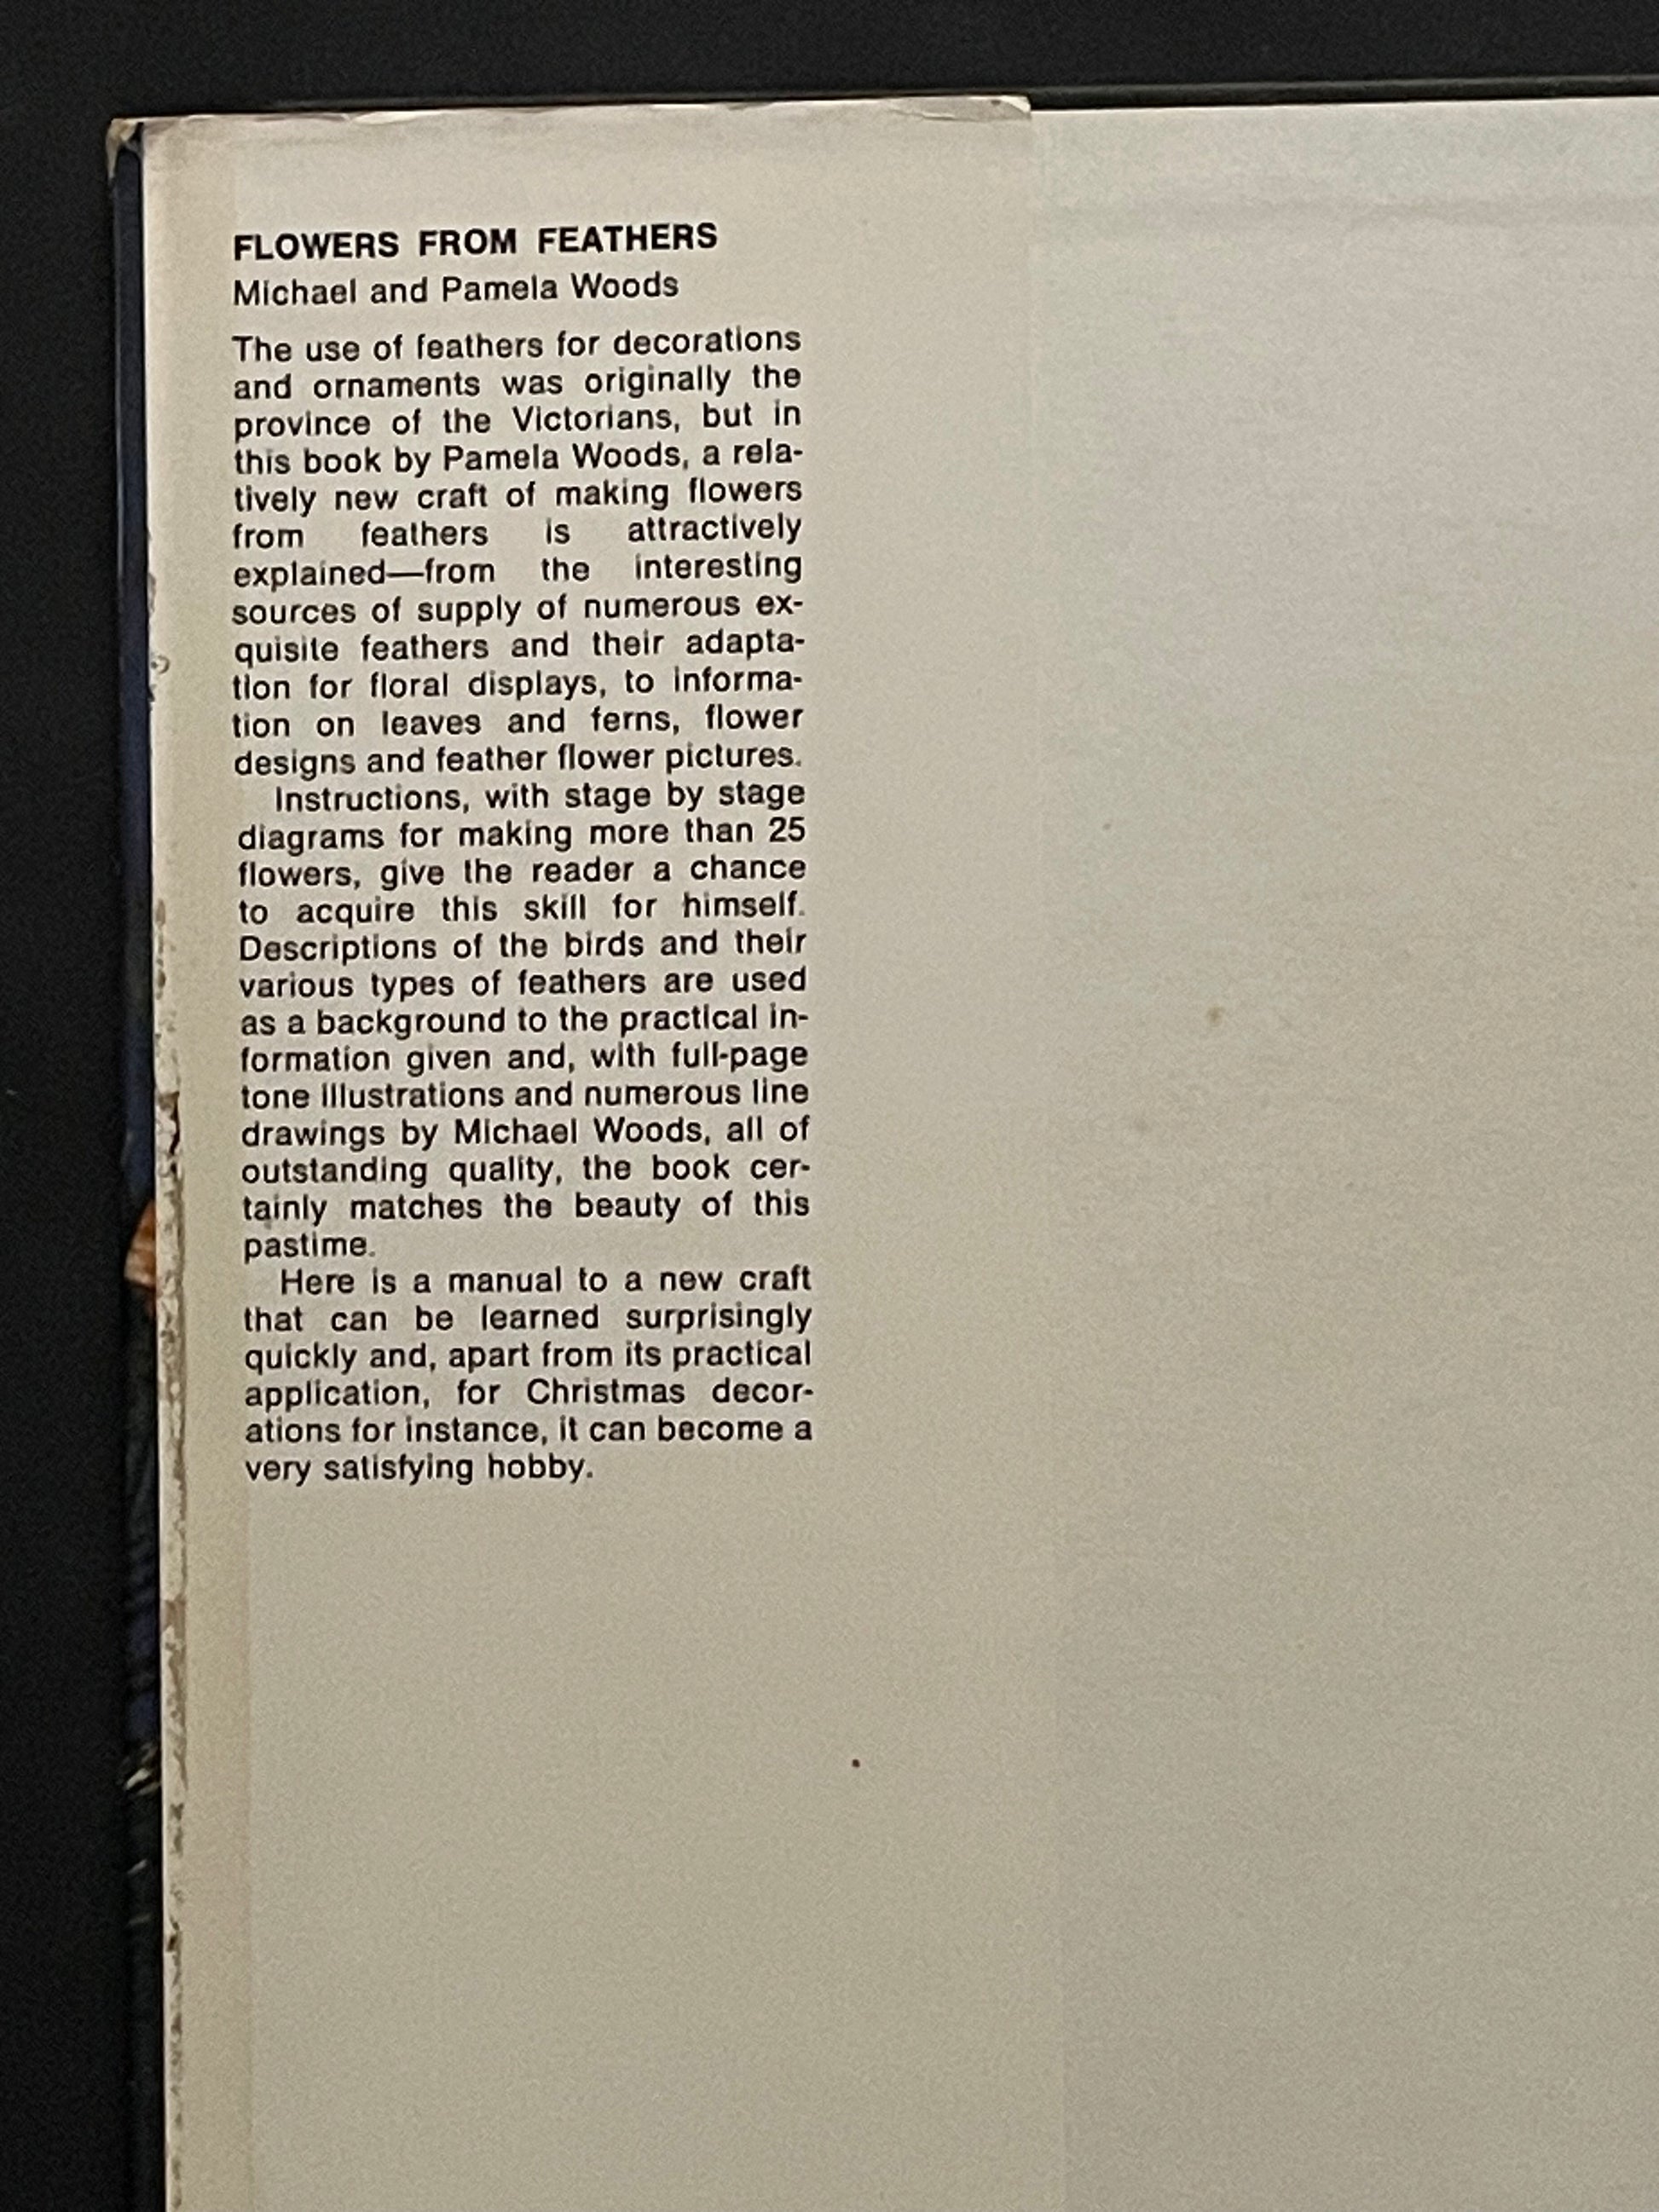 FLOWERS FROM FEATHERS
Michael and Pamela Woods
The use of feathers for decorations
and ornaments was originally the
province of the Victorians, but in
this book by Pamela Woods, a rela-
tively new craft of making flowers
from feathers is attractively
explained—from the interesting
sources of supply of numerous ex-
quisite feathers and their adapta-
tion for floral displays, to informa-
tion on leaves and ferns, flower
designs and feather flower pictures.
Instructions, with stage by stage
diagrams for making more than 25
flowers, give the reader a chance
to acquire this skill for himself.
Descriptions of the birds and their
various types of feathers are used
as a background to the practical in-
formation given and, with full-page
tone illustrations and numerous line
drawings by Michael Woods, all of
outstanding quality, the book cer-
tainly matches the beauty of this
pastime.
Here is a manual to a new craft
that can be learned surprisingly
quickly and, apart from its practical
application, for Christmas decor-
ations for instance, it can become a
very satisfying hobby.